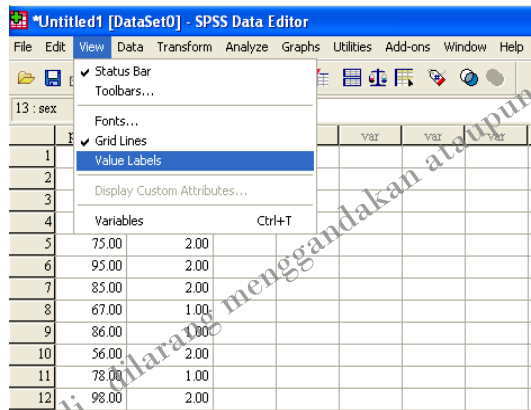 *Untitled1 [DataSet0] - SPSS Data Editor
File Edit View Data Transform Analyze Graphs Utilities Add-ons Window Help
13 : sex
Status Bar
Toolbars...
Fonts...
Grid Lines
Value Labels
Display Custom Attributes...
Variables Ctrl+T
var var var
1
2
3
4
5 75.00 2.00
6 95.00 2.00
7 85.00 2.00
8 67.00 1.00
9 86.00 1.00
10 56.00 2.00
11 78.00 1.00
12 98.00 2.00
dilarang menggandakan ataupun